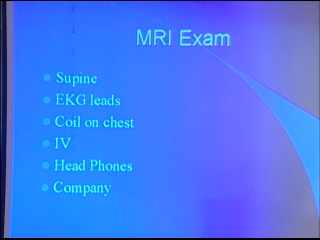 MRI Exam
Supine
EKG leads
Coil on chest
IV
Head Phones
Company